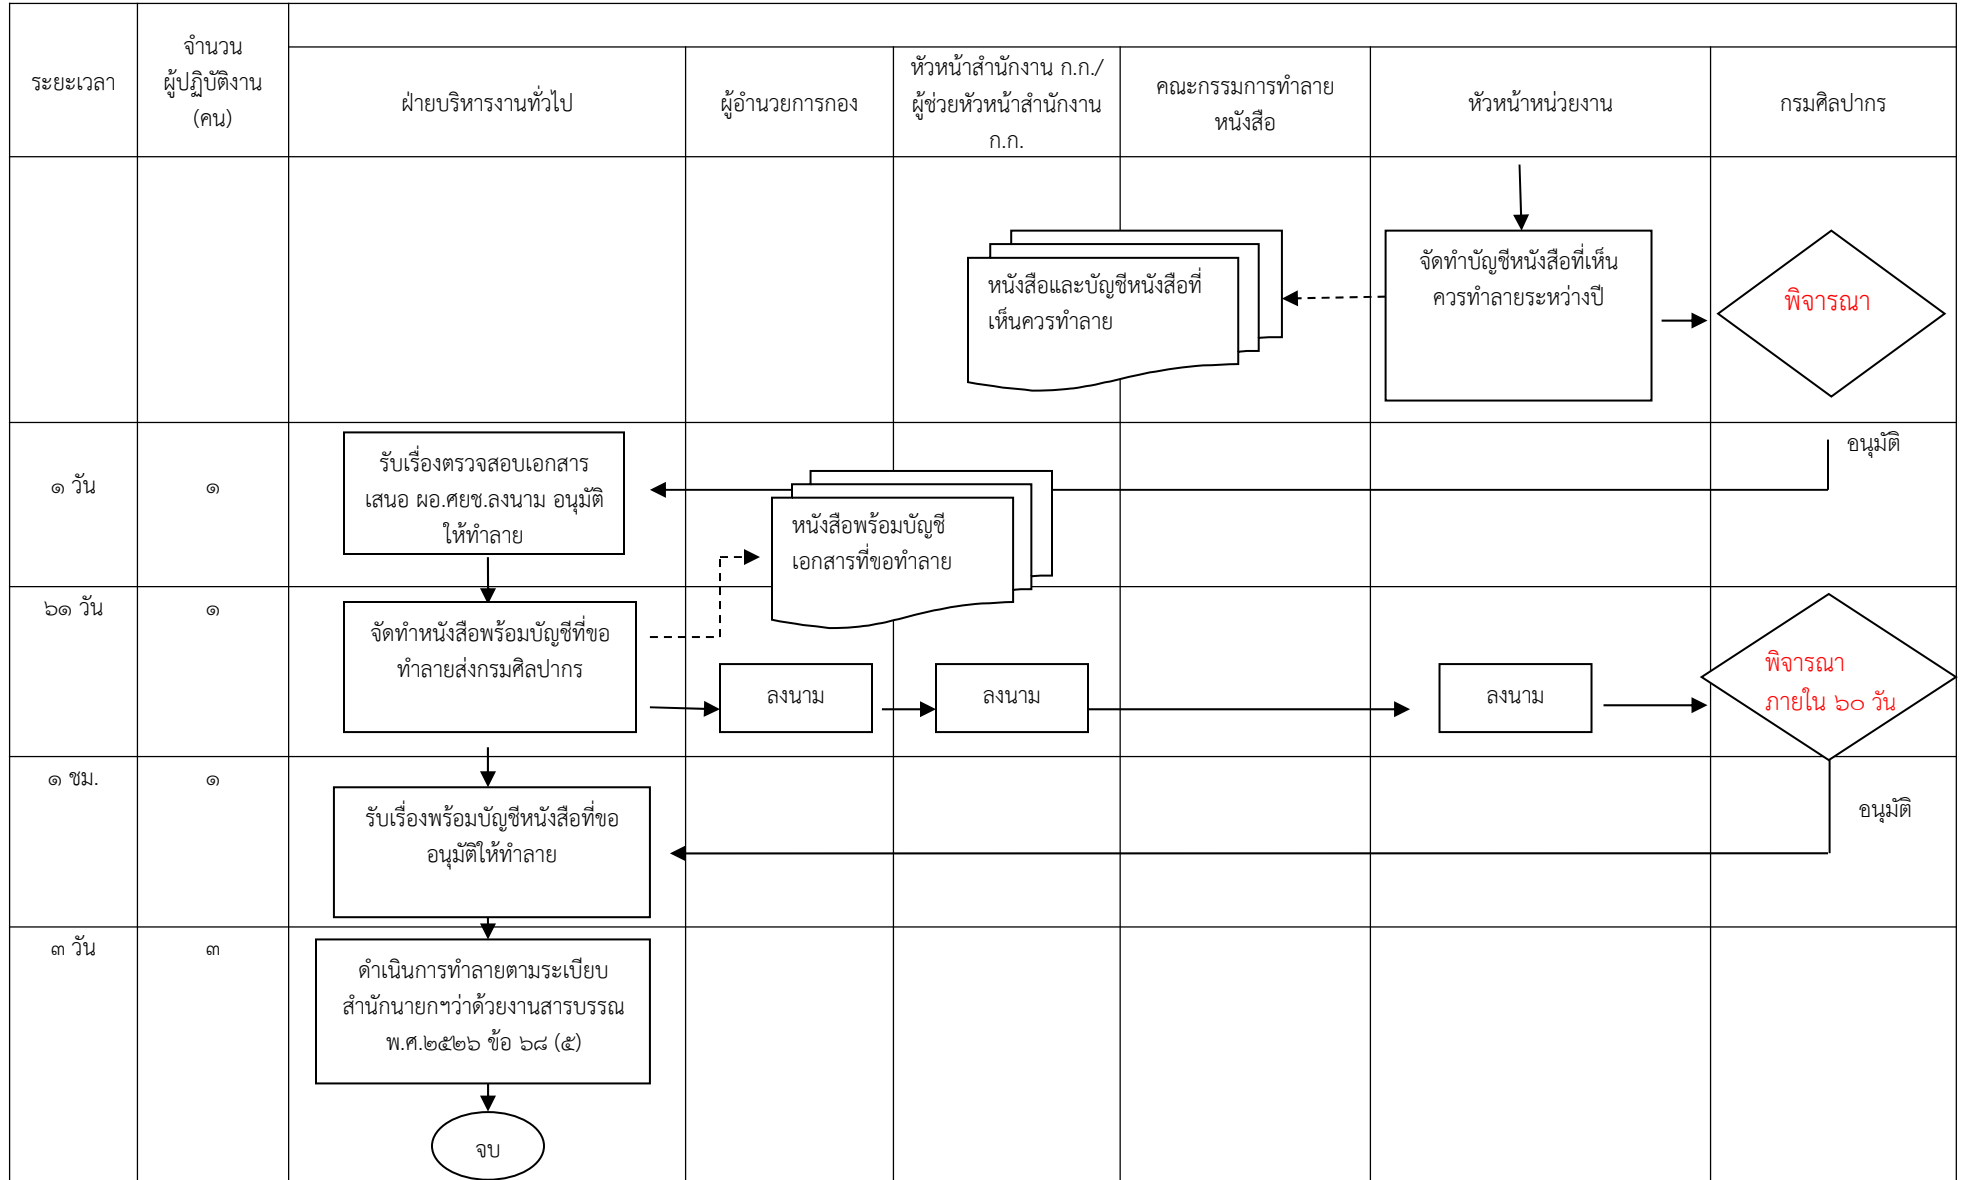 ระยะเวลา
จำนวน
ผู้ปฏิบัติงาน
(คน)
ฝ่ายบริหารงานทั่วไป
ผู้อำนวยการกอง
หัวหน้าสำนักงาน ก.ก./
ผู้ช่วยหัวหน้าสำนักงาน
ก.ก.
คณะกรรมการทำลาย
หนังสือ
หัวหน้าหน่วยงาน
กรมศิลปากร
หนังสือและบัญชีหนังสือที่
เห็นควรทำลาย
จัดทำบัญชีหนังสือที่เห็น
ควรทำลายระหว่างปี
พิจารณา
๑ วัน
๑
รับเรื่องตรวจสอบเอกสาร
เสนอ ผอ.ศยช.ลงนาม อนุมัติ
ให้ทำลาย
หนังสือพร้อมบัญชี
เอกสารที่ขอทำลาย
อนุมัติ
๖๑ วัน
๑
จัดทำหนังสือพร้อมบัญชีที่ขอ
ทำลายส่งกรมศิลปากร
ลงนาม
ลงนาม
ลงนาม
พิจารณา
ภายใน ๖๐ วัน
๑ ชม.
๑
รับเรื่องพร้อมบัญชีหนังสือที่ขอ
อนุมัติให้ทำลาย
อนุมัติ
๓ วัน
๓
ดำเนินการทำลายตามระเบียบ
สำนักนายกฯว่าด้วยงานสารบรรณ
พ.ศ.๒๕๒๖ ข้อ ๖๘ (๕)
จบ